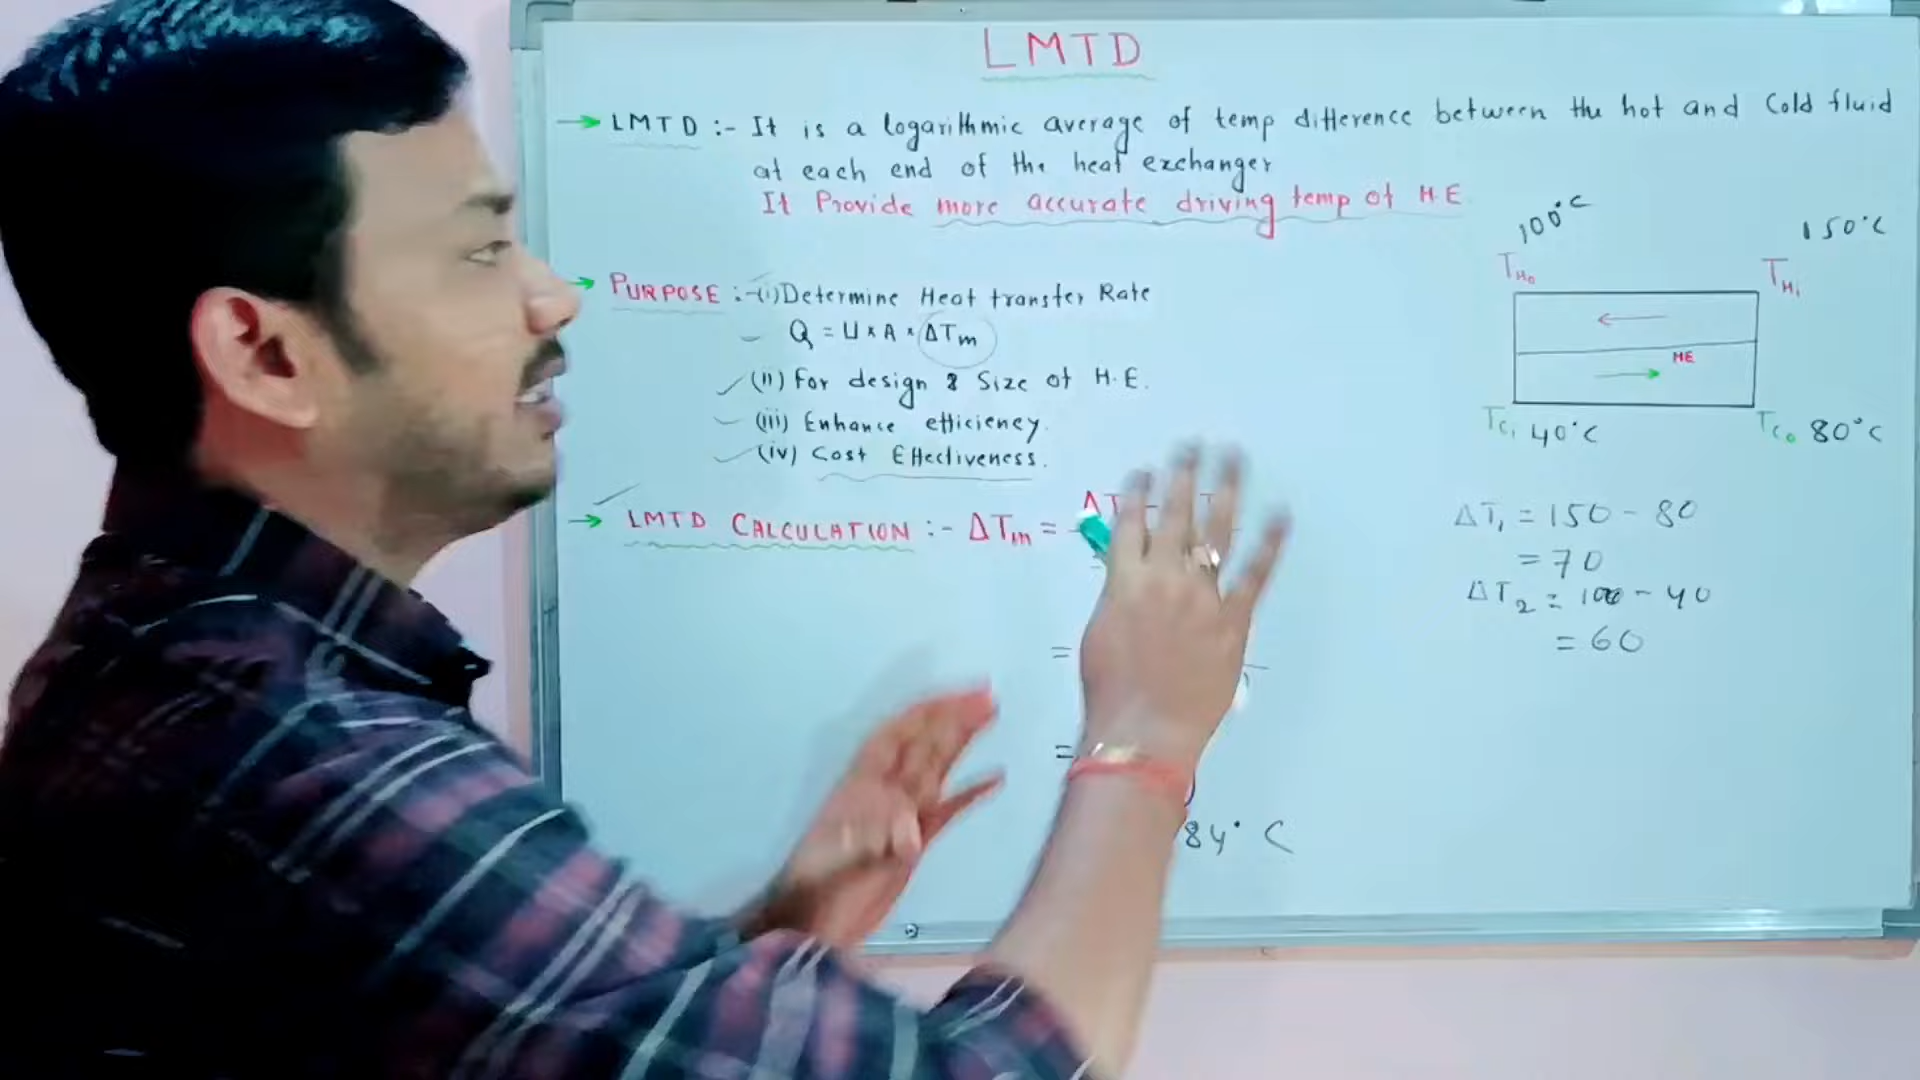 LMTD
→ LMTD :- It is a logarithmic average of temp difference between the hot and Cold fluid
at each end of the heat exchanger
It Provide more accurate driving temp of H.E
→ PURPOSE :- (i) Determine Heat transfer Rate
Q = U × A × ΔTm
(ii) For design & Size of H.E.
(iii) Enhance efficiency.
(iv) Cost Effectiveness.
→ LMTD CALCULATION :- ΔTm = ΔT
=
=
84° C
100°C
150°C
THo
THi
←
HE
→
Tci 40°C
Tco 80°C
ΔT1 = 150 - 80
= 70
ΔT2 = 100 - 40
= 60